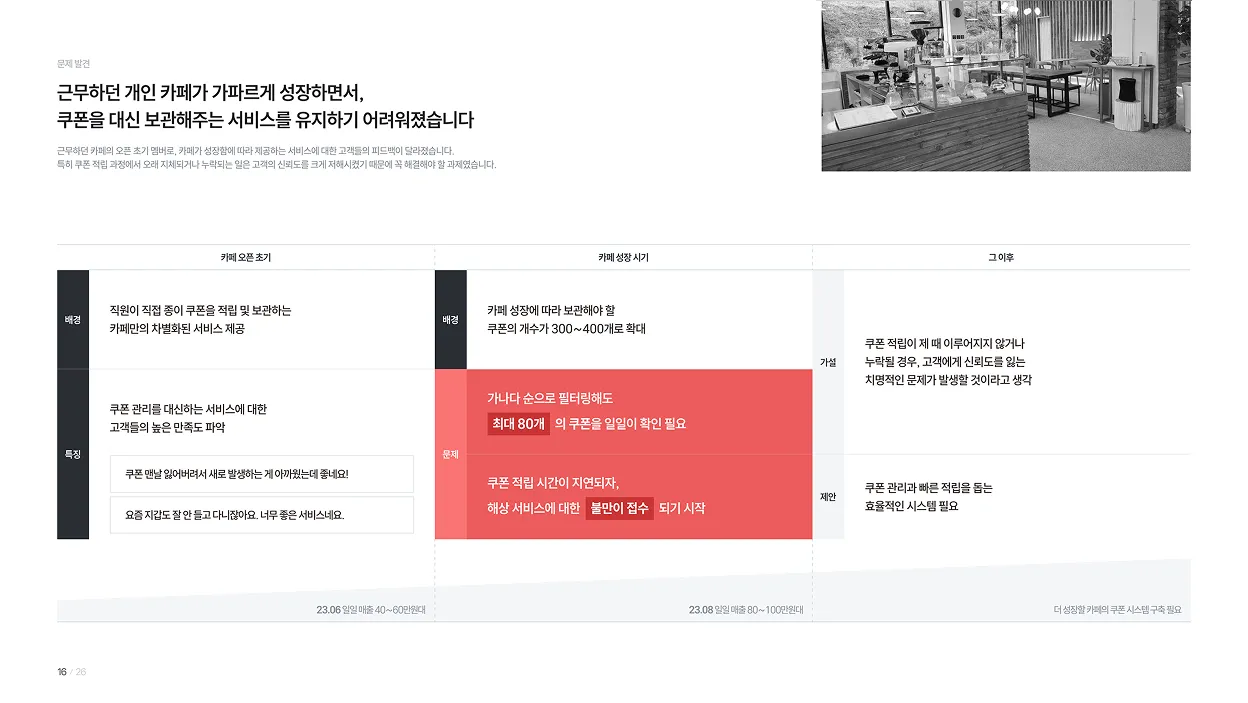 문제 발견
근무하던 개인 카페가 가파르게 성장하면서,
쿠폰을 대신 보관해주는 서비스를 유지하기 어려워졌습니다
근무하던 카페의 오픈 초기 멤버로, 카페가 성장함에 따라 제공하는 서비스에 대한 고객들의 피드백이 달라졌습니다.
특히 쿠폰 적립 과정에서 오래 지체되거나 누락되는 일은 고객의 신뢰도를 크게 저해시켰기 때문에 꼭 해결해야 할 과제였습니다.
카페 오픈 초기
배경
직원이 직접 종이 쿠폰을 적립 및 보관하는
카페만의 차별화된 서비스 제공
특징
쿠폰 관리를 대신하는 서비스에 대한
고객들의 높은 만족도 파악
쿠폰 맨날 잃어버려서 새로 발생하는 게 아까웠는데 좋네요!
요즘 지갑도 잘 안 들고 다니잖아요. 너무 좋은 서비스네요.
23.06 일일 매출 40~60만원대
카페 성장 시기
배경
카페 성장에 따라 보관해야 할
쿠폰의 개수가 300~400개로 확대
문제
가나다 순으로 필터링해도
최대 80개 의 쿠폰을 일일이 확인 필요
쿠폰 적립 시간이 지연되자,
해상 서비스에 대한 불만이 접수 되기 시작
23.08 일일 매출 80~100만원대
그 이후
가설
쿠폰 적립이 제 때 이루어지지 않거나
누락될 경우, 고객에게 신뢰도를 잃는
치명적인 문제가 발생할 것이라고 생각
제안
쿠폰 관리과 빠른 적립을 돕는
효율적인 시스템 필요
더 성장할 카페의 쿠폰 시스템 구축 필요
16 / 26